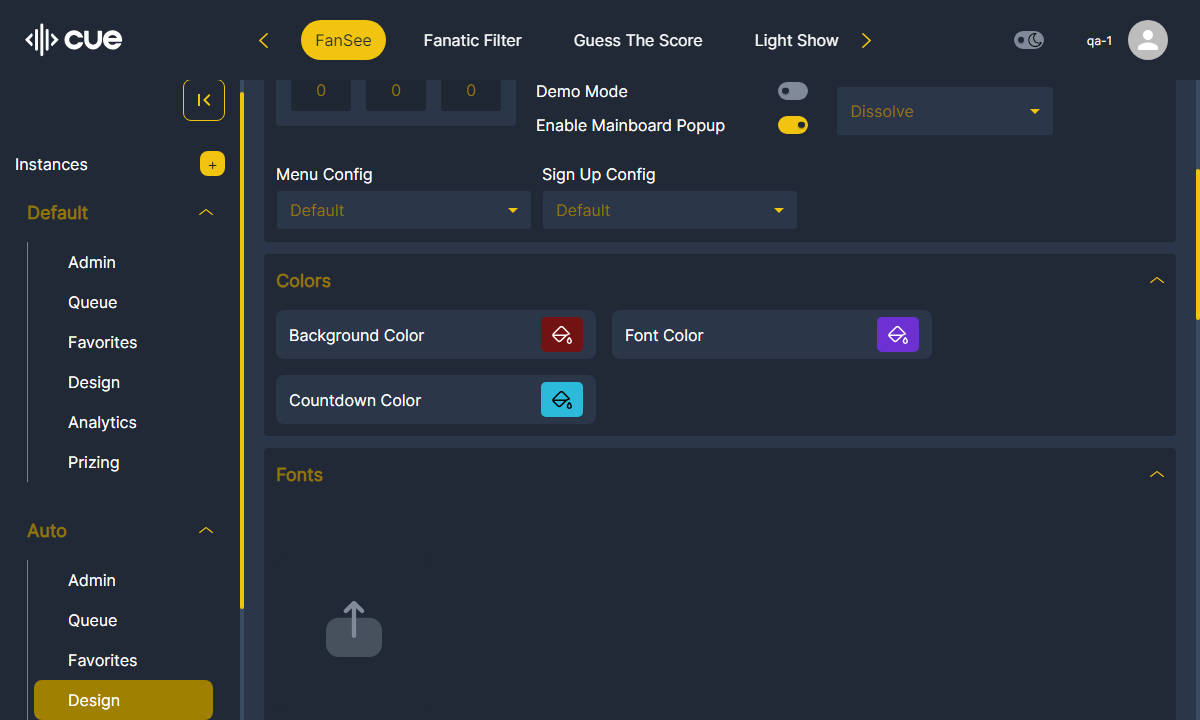 cue
FanSee
Fanatic Filter
Guess The Score
Light Show
qa-1
0
0
0
Demo Mode
Enable Mainboard Popup
Dissolve
Menu Config
Sign Up Config
Default
Default
Instances
+
Default
Admin
Queue
Favorites
Design
Analytics
Prizing
Auto
Admin
Queue
Favorites
Design
Colors
Background Color
Font Color
Countdown Color
Fonts